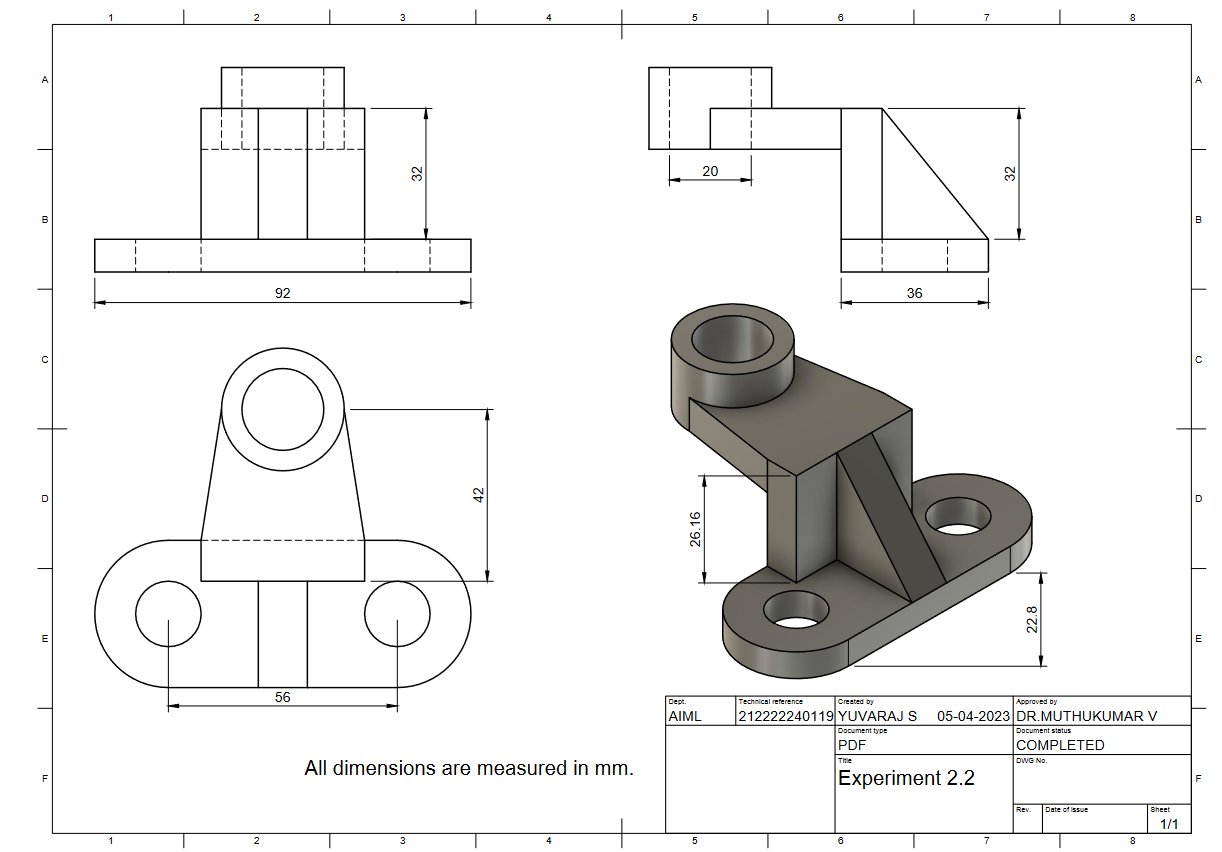 1 2 3 4 5 6 7 8
A A
32
32
20
B B
92
36
C C
42
D D
26.16
E E
22.8
56
Dept. Technical reference Created by Approved by
AIML 212222240119 YUVARAJ S 05-04-2023 DR.MUTHUKUMAR V
Document type Document status
PDF COMPLETED
Title DWG No.
Experiment 2.2
All dimensions are measured in mm.
F F
Rev. Date of issue Sheet
1/1
1 2 3 4 5 6 7 8